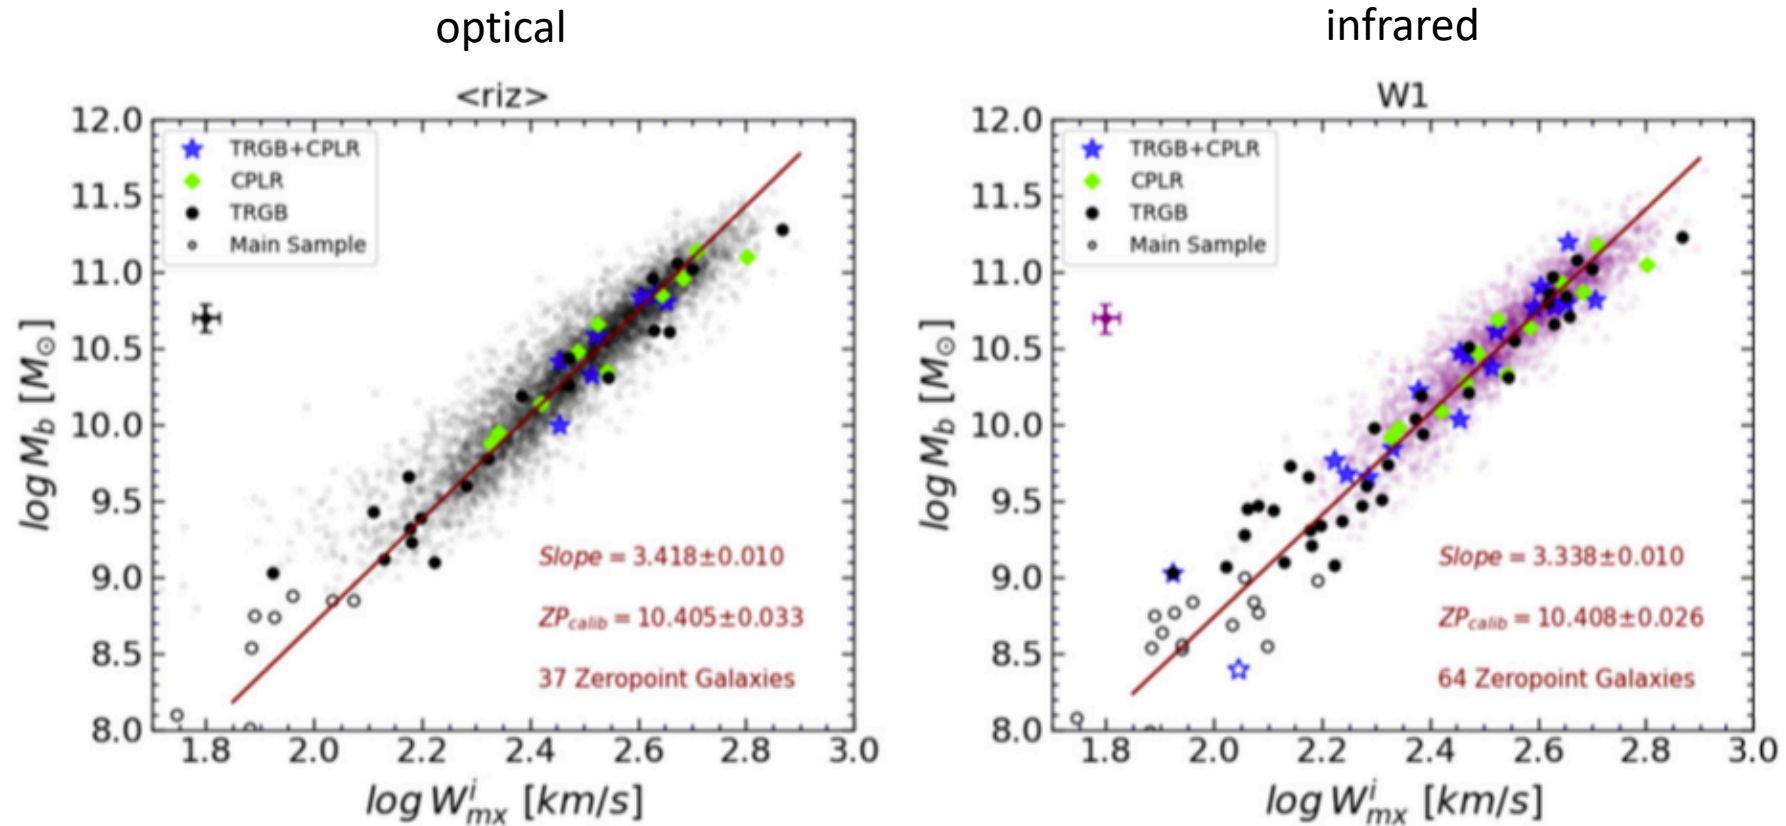 optical
<riz>
12.0
11.5
11.0
10.5
10.0
9.5
9.0
8.5
8.0
log M_b [M_⊙]
TRGB+CPLR
CPLR
TRGB
Main Sample
Slope = 3.418±0.010
ZP_calib = 10.405±0.033
37 Zeropoint Galaxies
1.8 2.0 2.2 2.4 2.6 2.8 3.0
log W^i_mx [km/s]
infrared
W1
12.0
11.5
11.0
10.5
10.0
9.5
9.0
8.5
8.0
log M_b [M_⊙]
TRGB+CPLR
CPLR
TRGB
Main Sample
Slope = 3.338±0.010
ZP_calib = 10.408±0.026
64 Zeropoint Galaxies
1.8 2.0 2.2 2.4 2.6 2.8 3.0
log W^i_mx [km/s]